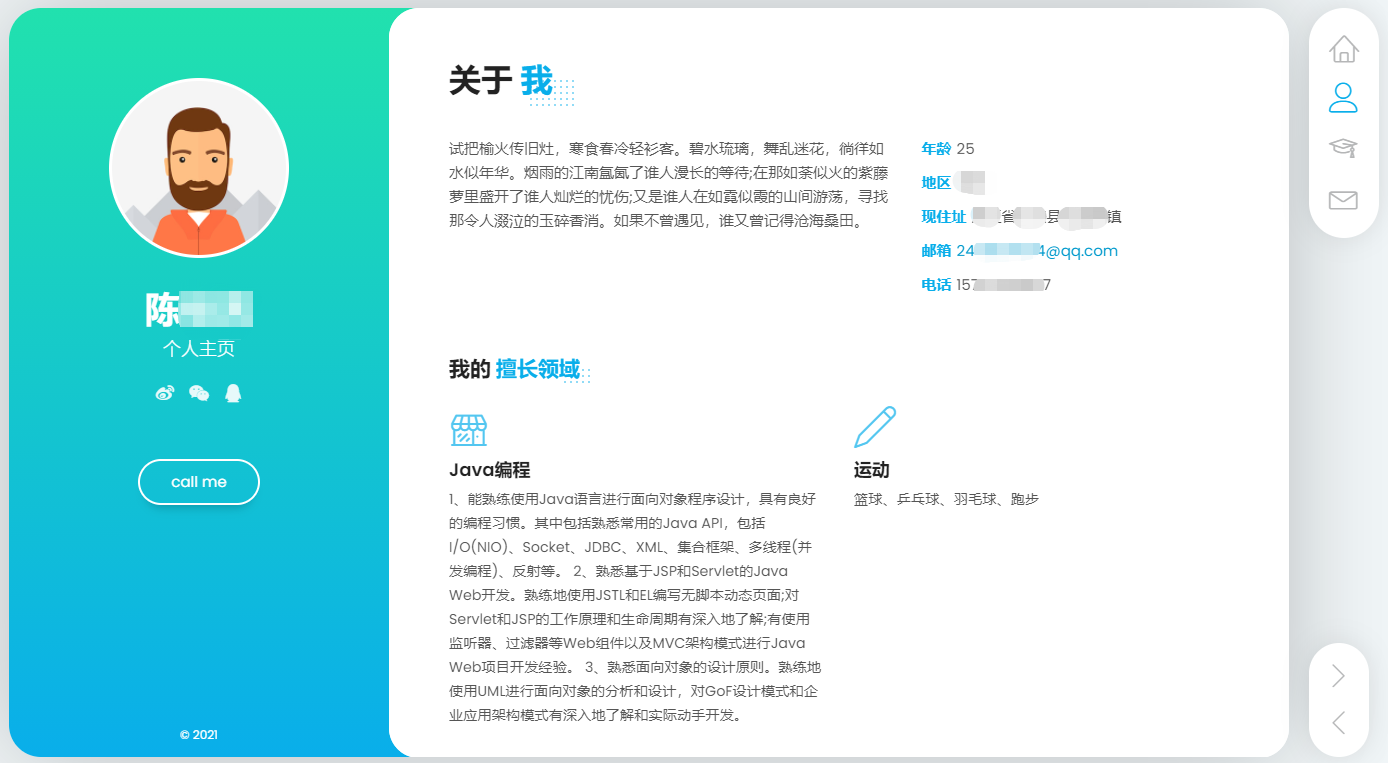 陈
个人主页
call me
© 2021
关于 我
试把榆火传旧灶，寒食春冷轻衫客。碧水琉璃，舞乱迷花，徜徉如
水似年华。烟雨的江南氤氲了谁人漫长的等待;在那如荼似火的紫藤
萝里盛开了谁人灿烂的忧伤;又是谁人在如霞似霞的山间游荡，寻找
那令人涰泣的玉碎香消。如果不曾遇见，谁又曾记得沧海桑田。
年龄 25
地区
现住址 省 县 镇
邮箱 24 4@qq.com
电话 157 7
我的 擅长领域
Java编程
1、能熟练使用Java语言进行面向对象程序设计，具有良好
的编程习惯。其中包括熟悉常用的Java API，包括
I/O(NIO)、Socket、JDBC、XML、集合框架、多线程(并
发编程)、反射等。 2、熟悉基于JSP和Servlet的Java
Web开发。熟练地使用JSTL和EL编写无脚本动态页面;对
Servlet和JSP的工作原理和生命周期有深入地了解;有使用
监听器、过滤器等Web组件以及MVC架构模式进行Java
Web项目开发经验。 3、熟悉面向对象的设计原则。熟练地
使用UML进行面向对象的分析和设计，对GoF设计模式和企
业应用架构模式有深入地了解和实际动手开发。
运动
篮球、乒乓球、羽毛球、跑步